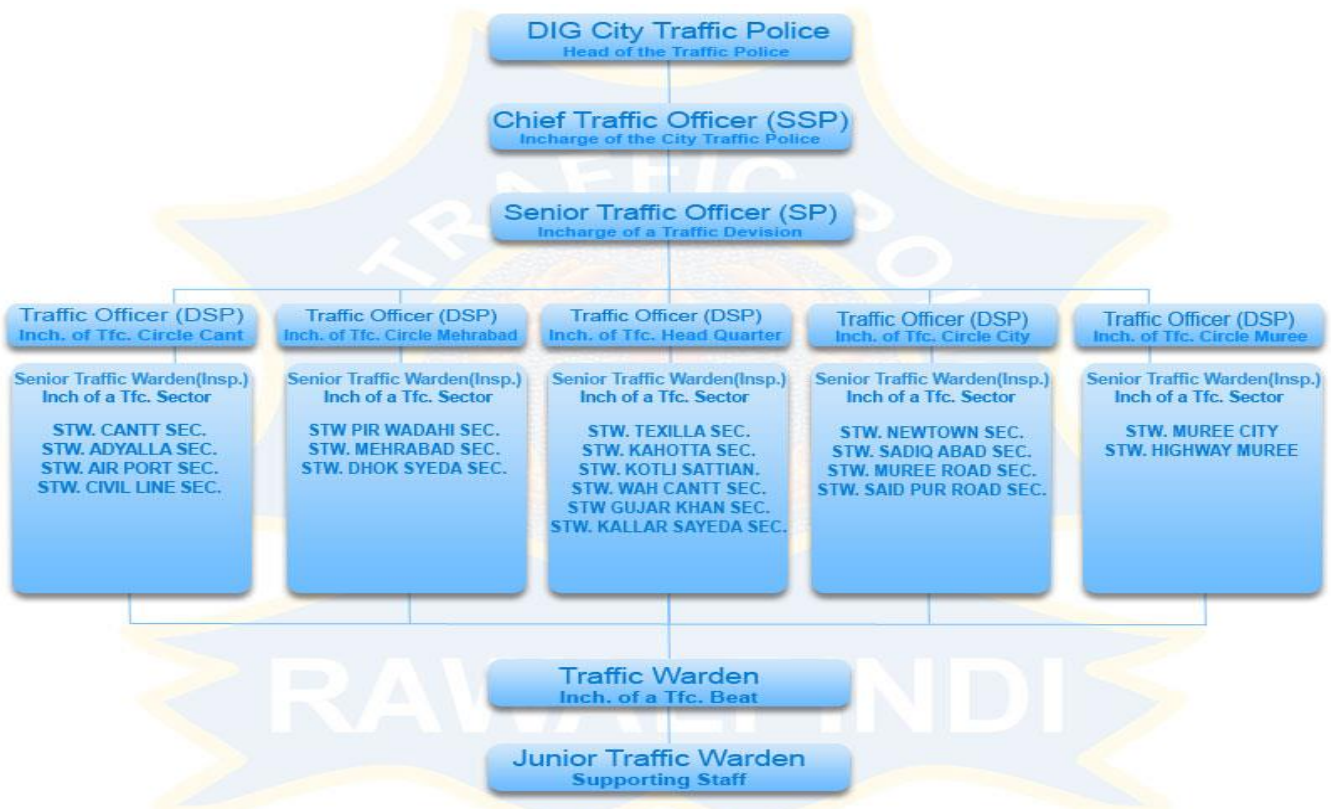 DIG City Traffic Police
Head of the Traffic Police
Chief Traffic Officer (SSP)
Incharge of the City Traffic Police
Senior Traffic Officer (SP)
Incharge of a Traffic Devision
Traffic Officer (DSP)
Inch. of Tfc. Circle Cant
Traffic Officer (DSP)
Inch. of Tfc. Circle Mehrabad
Traffic Officer (DSP)
Inch. of Tfc. Head Quarter
Traffic Officer (DSP)
Inch. of Tfc. Circle City
Traffic Officer (DSP)
Inch. of Tfc. Circle Muree
Senior Traffic Warden(Insp.)
Inch of a Tfc. Sector
STW. CANTT SEC.
STW. ADYALLA SEC.
STW. AIR PORT SEC.
STW. CIVIL LINE SEC.
Senior Traffic Warden(Insp.)
Inch of a Tfc. Sector
STW PIR WADAHI SEC.
STW. MEHRABAD SEC.
STW. DHOK SYEDA SEC.
Senior Traffic Warden(Insp.)
Inch of a Tfc. Sector
STW. TEXILLA SEC.
STW. KAHOTTA SEC.
STW. KOTLI SATTIAN.
STW. WAH CANTT SEC.
STW GUJAR KHAN SEC.
STW. KALLAR SAYEDA SEC.
Senior Traffic Warden(Insp.)
Inch of a Tfc. Sector
STW. NEWTOWN SEC.
STW. SADIQ ABAD SEC.
STW. MUREE ROAD SEC.
STW. SAID PUR ROAD SEC.
Senior Traffic Warden(Insp.)
Inch of a Tfc. Sector
STW. MUREE CITY
STW. HIGHWAY MUREE
Traffic Warden
Inch. of a Tfc. Beat
Junior Traffic Warden
Supporting Staff
TRAFFIC POL
RAWALPINDI